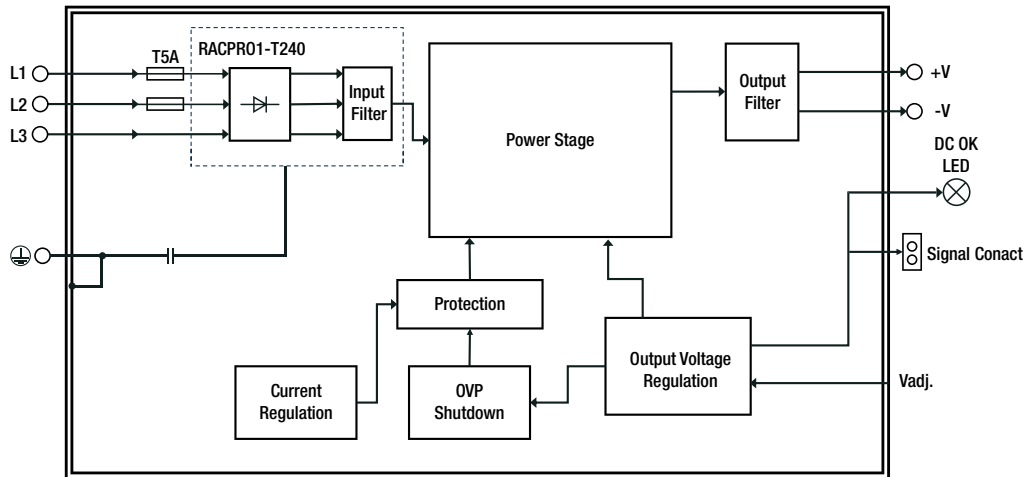 T5A
RACPRO1-T240
L1
L2
L3
Input
Filter
Power Stage
Output
Filter
+V
-V
DC OK
LED
Signal Conact
Protection
Current
Regulation
OVP
Shutdown
Output Voltage
Regulation
Vadj.